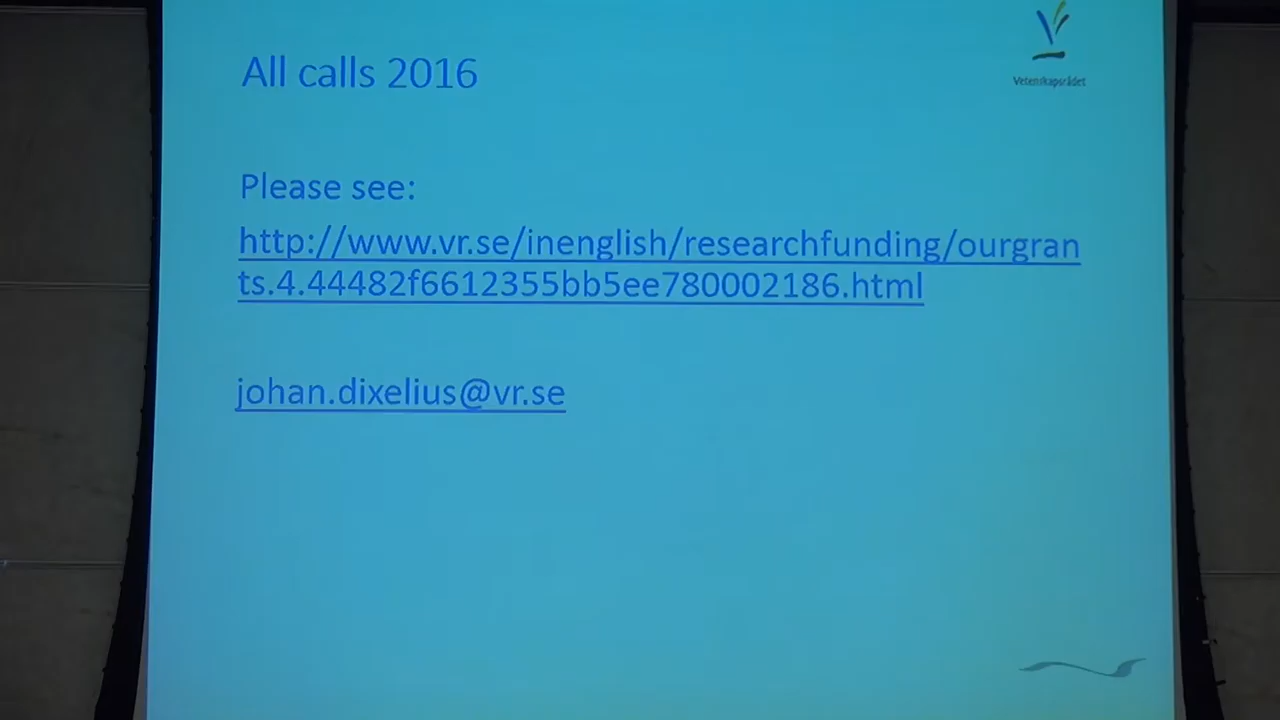 All calls 2016
Vetenskapsrådet
Please see:
http://www.vr.se/inenglish/researchfunding/ourgran
ts.4.44482f6612355bb5ee780002186.html
johan.dixelius@vr.se